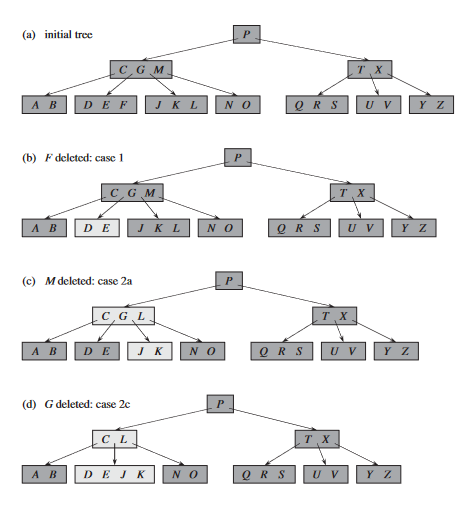 (a) initial tree
P
C G M
T X
A B
D E F
J K L
N O
Q R S
U V
Y Z
(b) F deleted: case 1
P
C G M
T X
A B
D E
J K L
N O
Q R S
U V
Y Z
(c) M deleted: case 2a
P
C G L
T X
A B
D E
J K
N O
Q R S
U V
Y Z
(d) G deleted: case 2c
P
C L
T X
A B
D E J K
N O
Q R S
U V
Y Z